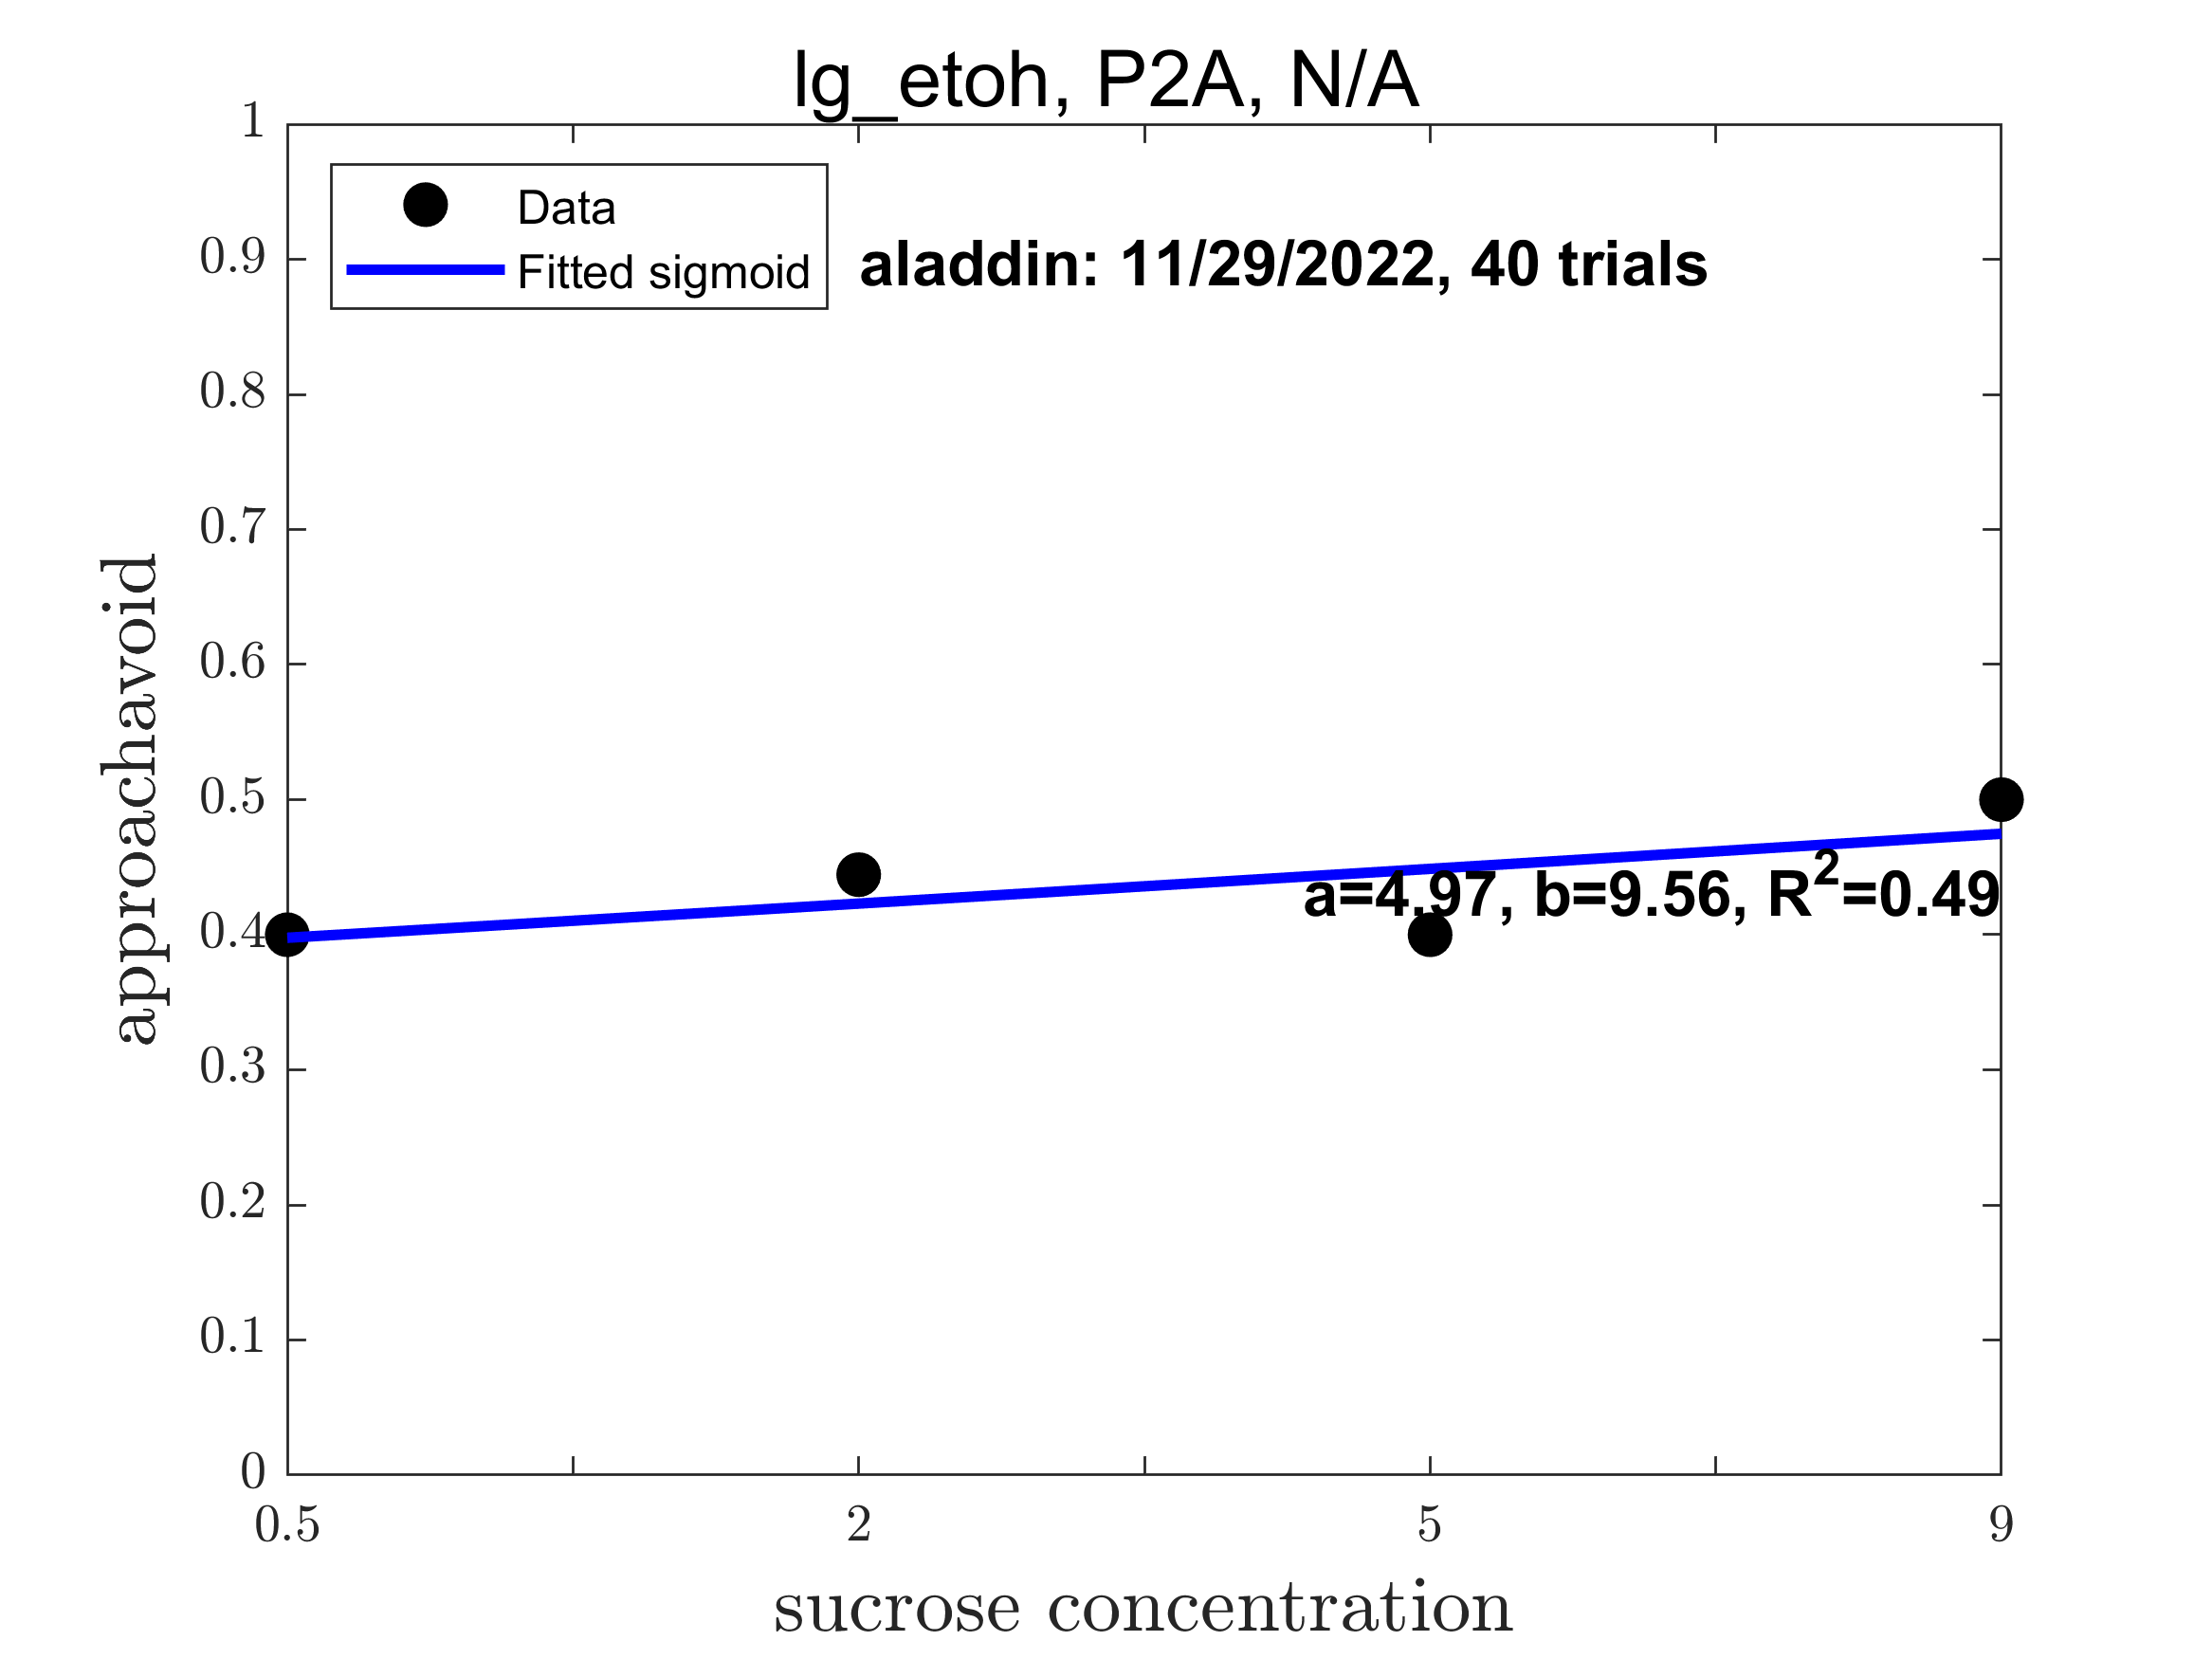 lg_etoh, P2A, N/A
1
Data
Fitted sigmoid
aladdin: 11/29/2022, 40 trials
0.9
0.8
0.7
0.6
0.5
0.4
0.3
0.2
0.1
0
a=4.97, b=9.56, R²=0.49
approachavoid
0.5 2 5 9
sucrose concentration